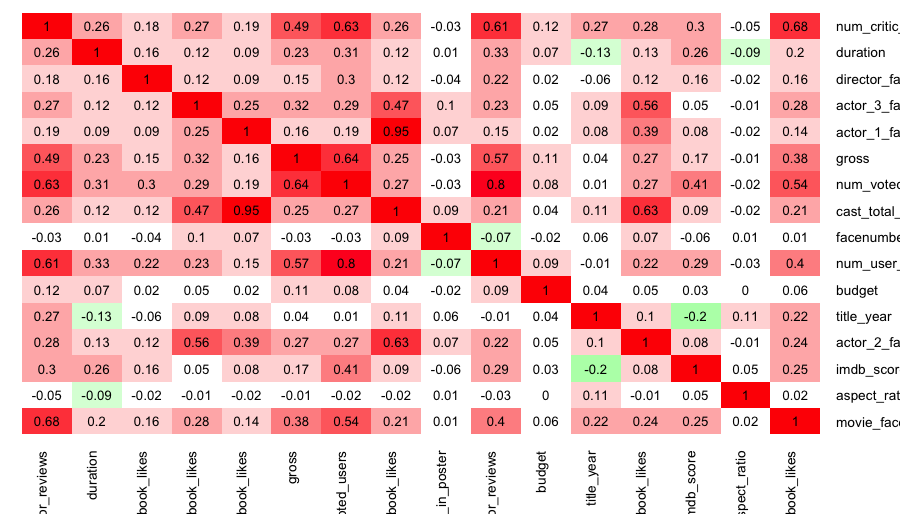 1 0.26 0.18 0.27 0.19 0.49 0.63 0.26 -0.03 0.61 0.12 0.27 0.28 0.3 -0.05 0.68 num_critic_
0.26 1 0.16 0.12 0.09 0.23 0.31 0.12 0.01 0.33 0.07 -0.13 0.13 0.26 -0.09 0.2 duration
0.18 0.16 1 0.12 0.09 0.15 0.3 0.12 -0.04 0.22 0.02 -0.06 0.12 0.16 -0.02 0.16 director_fa
0.27 0.12 0.12 1 0.25 0.32 0.29 0.47 0.1 0.23 0.05 0.09 0.56 0.05 -0.01 0.28 actor_3_fa
0.19 0.09 0.09 0.25 1 0.16 0.19 0.95 0.07 0.15 0.02 0.08 0.39 0.08 -0.02 0.14 actor_1_fa
0.49 0.23 0.15 0.32 0.16 1 0.64 0.25 -0.03 0.57 0.11 0.04 0.27 0.17 -0.01 0.38 gross
0.63 0.31 0.3 0.29 0.19 0.64 1 0.27 -0.03 0.8 0.08 0.01 0.27 0.41 -0.02 0.54 num_voted
0.26 0.12 0.12 0.47 0.95 0.25 0.27 1 0.09 0.21 0.04 0.11 0.63 0.09 -0.02 0.21 cast_total_
-0.03 0.01 -0.04 0.1 0.07 -0.03 -0.03 0.09 1 -0.07 -0.02 0.06 0.07 -0.06 0.01 0.01 facenumbe
0.61 0.33 0.22 0.23 0.15 0.57 0.8 0.21 -0.07 1 0.09 -0.01 0.22 0.29 -0.03 0.4 num_user_
0.12 0.07 0.02 0.05 0.02 0.11 0.08 0.04 -0.02 0.09 1 0.04 0.05 0.03 0 0.06 budget
0.27 -0.13 -0.06 0.09 0.08 0.04 0.01 0.11 0.06 -0.01 0.04 1 0.1 -0.2 0.11 0.22 title_year
0.28 0.13 0.12 0.56 0.39 0.27 0.27 0.63 0.07 0.22 0.05 0.1 1 0.08 -0.01 0.24 actor_2_fa
0.3 0.26 0.16 0.05 0.08 0.17 0.41 0.09 -0.06 0.29 0.03 -0.2 0.08 1 0.05 0.25 imdb_scor
-0.05 -0.09 -0.02 -0.01 -0.02 -0.01 -0.02 -0.02 0.01 -0.03 0 0.11 -0.01 0.05 1 0.02 aspect_rat
0.68 0.2 0.16 0.28 0.14 0.38 0.54 0.21 0.01 0.4 0.06 0.22 0.24 0.25 0.02 1 movie_face
or_reviews
duration
book_likes
book_likes
book_likes
gross
oted_users
book_likes
_in_poster
or_reviews
budget
title_year
book_likes
mdb_score
spect_ratio
book_likes